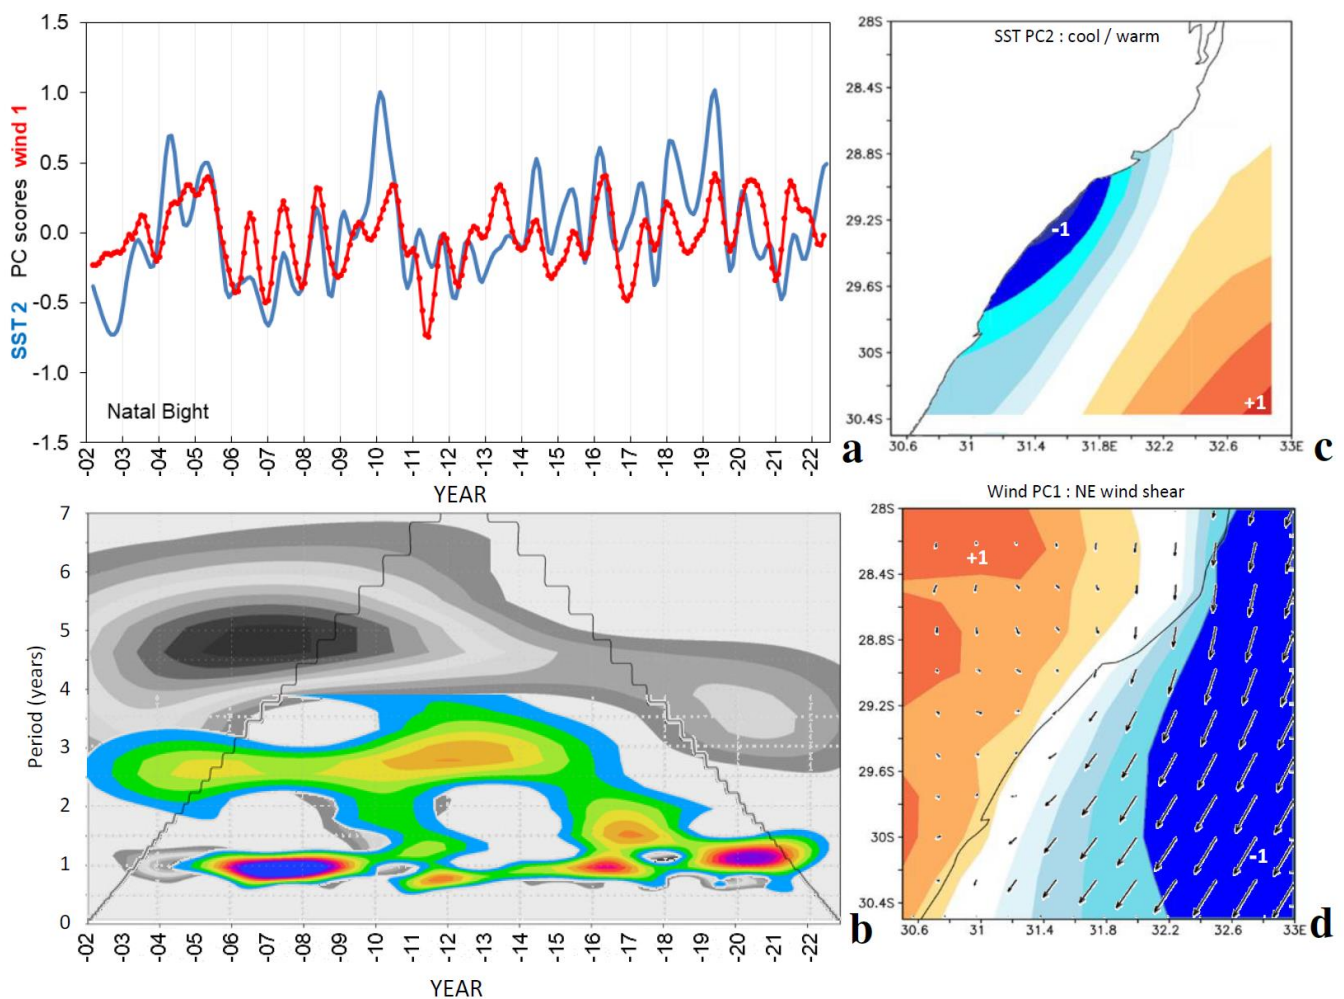 1.5
1.0
0.5
0.0
-0.5
-1.0
-1.5
SST 2 PC scores wind 1
Natal Bight
-02 -03 -04 -05 -06 -07 -08 -09 -10 -11 -12 -13 -14 -15 -16 -17 -18 -19 -20 -21 -22
YEAR
a
28S
28.4S
28.8S
29.2S
29.6S
30S
30.4S
SST PC2 : cool / warm
-1
+1
30.6 31 31.4 31.8E 32.2 32.6 33E
c
7
6
5
4
3
2
1
0
Period (years)
-02 -03 -04 -05 -06 -07 -08 -09 -10 -11 -12 -13 -14 -15 -16 -17 -18 -19 -20 -21 -22
YEAR
b
Wind PC1 : NE wind shear
28S
28.4S
28.8S
29.2S
29.6S
30S
30.4S
+1
-1
30.6 31 31.4 31.8 32.2 32.6 33E
d